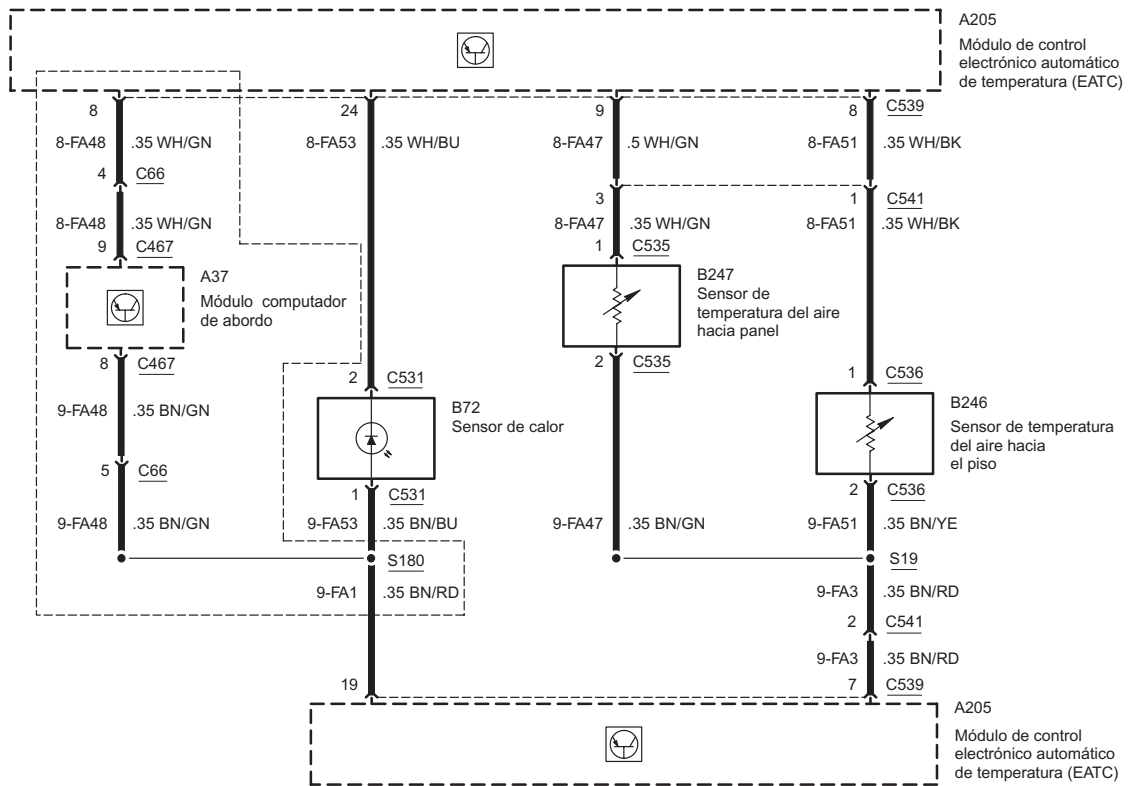 A205
Módulo de control
electrónico automático
de temperatura (EATC)
8 24 9 8 C539
8-FA48 .35 WH/GN 8-FA53 .35 WH/BU 8-FA47 .5 WH/GN 8-FA51 .35 WH/BK
4 C66
3 1 C541
8-FA48 .35 WH/GN 8-FA47 .35 WH/GN 8-FA51 .35 WH/BK
9 C467 1 C535
A37
Módulo computador
de abordo
B247
Sensor de
temperatura del aire
hacia panel
8 C467 2 C535
2 C531 1 C536
9-FA48 .35 BN/GN
B72
Sensor de calor
B246
Sensor de temperatura
del aire hacia
el piso
5 C66
1 C531 2 C536
9-FA48 .35 BN/GN 9-FA53 .35 BN/BU 9-FA47 .35 BN/GN 9-FA51 .35 BN/YE
S180 S19
9-FA1 .35 BN/RD 9-FA3 .35 BN/RD
2 C541
9-FA3 .35 BN/RD
19 7 C539
A205
Módulo de control
electrónico automático
de temperatura (EATC)